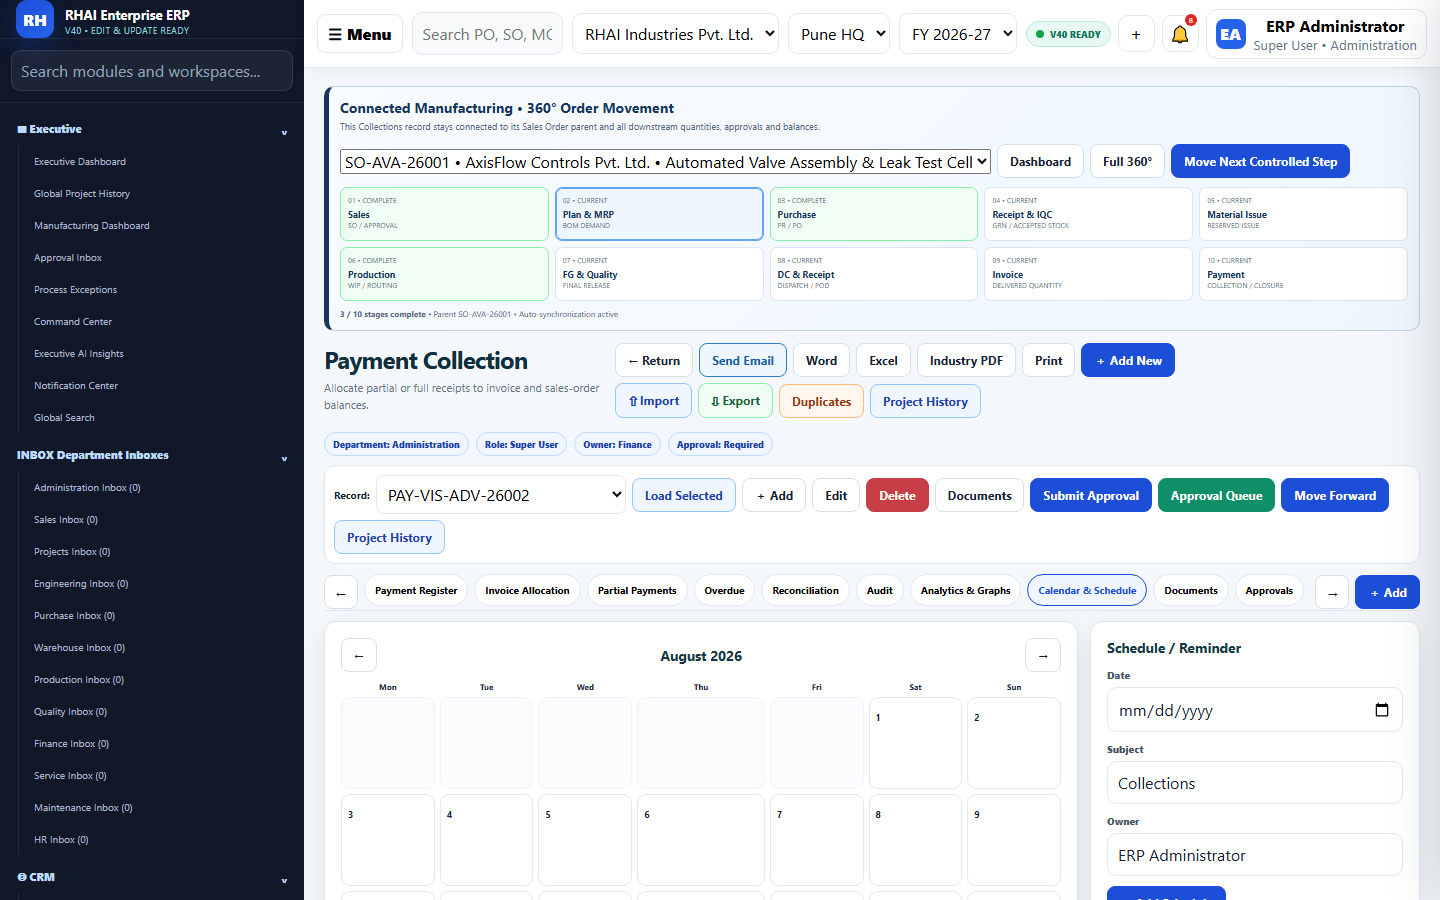 RH
RHAI Enterprise ERP
V40 • EDIT & UPDATE READY
Search modules and workspaces...
Executive
Executive Dashboard
Global Project History
Manufacturing Dashboard
Approval Inbox
Process Exceptions
Command Center
Executive AI Insights
Notification Center
Global Search
INBOX Department Inboxes
Administration Inbox (0)
Sales Inbox (0)
Projects Inbox (0)
Engineering Inbox (0)
Purchase Inbox (0)
Warehouse Inbox (0)
Production Inbox (0)
Quality Inbox (0)
Finance Inbox (0)
Service Inbox (0)
Maintenance Inbox (0)
HR Inbox (0)
CRM
☰ Menu
Search PO, SO, MO
RHAI Industries Pvt. Ltd.
Pune HQ
FY 2026-27
V40 READY
+
8
EA
ERP Administrator
Super User • Administration
Connected Manufacturing • 360° Order Movement
This Collections record stays connected to its Sales Order parent and all downstream quantities, approvals and balances.
SO-AVA-26001 • AxisFlow Controls Pvt. Ltd. • Automated Valve Assembly & Leak Test Cell
Dashboard
Full 360°
Move Next Controlled Step
01 • COMPLETE
Sales
SO / APPROVAL
02 • CURRENT
Plan & MRP
BOM DEMAND
03 • COMPLETE
Purchase
PR / PO
04 • CURRENT
Receipt & IQC
GRN / ACCEPTED STOCK
05 • CURRENT
Material Issue
RESERVED ISSUE
06 • COMPLETE
Production
WIP / ROUTING
07 • CURRENT
FG & Quality
FINAL RELEASE
08 • CURRENT
DC & Receipt
DISPATCH / POD
09 • CURRENT
Invoice
DELIVERED QUANTITY
10 • CURRENT
Payment
COLLECTION / CLOSURE
3 / 10 stages complete • Parent SO-AVA-26001 • Auto-synchronization active
Payment Collection
Allocate partial or full receipts to invoice and sales-order
balances.
← Return
Send Email
Word
Excel
Industry PDF
Print
+ Add New
⇧ Import
⇩ Export
Duplicates
Project History
Department: Administration
Role: Super User
Owner: Finance
Approval: Required
Record:
PAY-VIS-ADV-26002
Load Selected
+ Add
Edit
Delete
Documents
Submit Approval
Approval Queue
Move Forward
Project History
←
Payment Register
Invoice Allocation
Partial Payments
Overdue
Reconciliation
Audit
Analytics & Graphs
Calendar & Schedule
Documents
Approvals
→
+ Add
←
August 2026
→
Mon Tue Wed Thu Fri Sat Sun
1 2
3 4 5 6 7 8 9
Schedule / Reminder
Date
mm/dd/yyyy
Subject
Collections
Owner
ERP Administrator